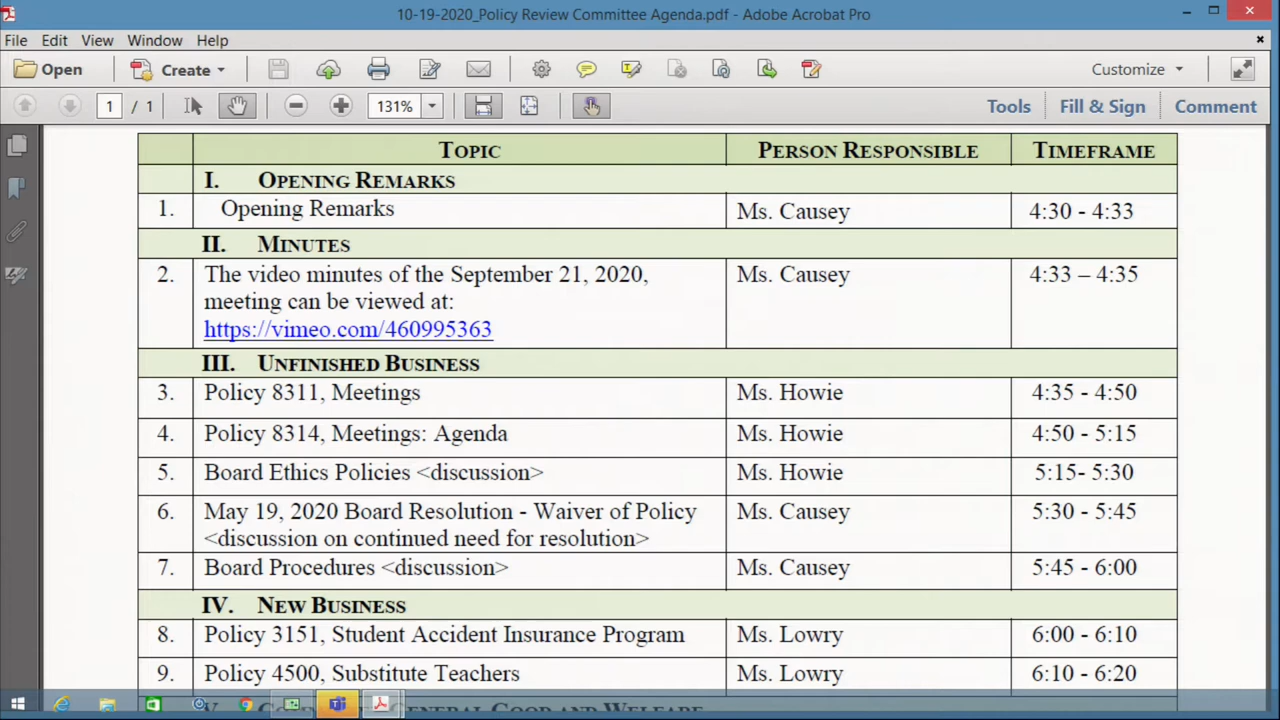 10-19-2020_Policy Review Committee Agenda.pdf - Adobe Acrobat Pro
File Edit View Window Help
Open Create Customize
1 / 1 131% Tools Fill & Sign Comment
TOPIC PERSON RESPONSIBLE TIMEFRAME
I. OPENING REMARKS
1. Opening Remarks Ms. Causey 4:30 - 4:33
II. MINUTES
2. The video minutes of the September 21, 2020, Ms. Causey 4:33 – 4:35
meeting can be viewed at:
https://vimeo.com/460995363
III. UNFINISHED BUSINESS
3. Policy 8311, Meetings Ms. Howie 4:35 - 4:50
4. Policy 8314, Meetings: Agenda Ms. Howie 4:50 - 5:15
5. Board Ethics Policies <discussion> Ms. Howie 5:15- 5:30
6. May 19, 2020 Board Resolution - Waiver of Policy Ms. Causey 5:30 - 5:45
<discussion on continued need for resolution>
7. Board Procedures <discussion> Ms. Causey 5:45 - 6:00
IV. NEW BUSINESS
8. Policy 3151, Student Accident Insurance Program Ms. Lowry 6:00 - 6:10
9. Policy 4500, Substitute Teachers Ms. Lowry 6:10 - 6:20
GENERAL GOOD AND WELFARE